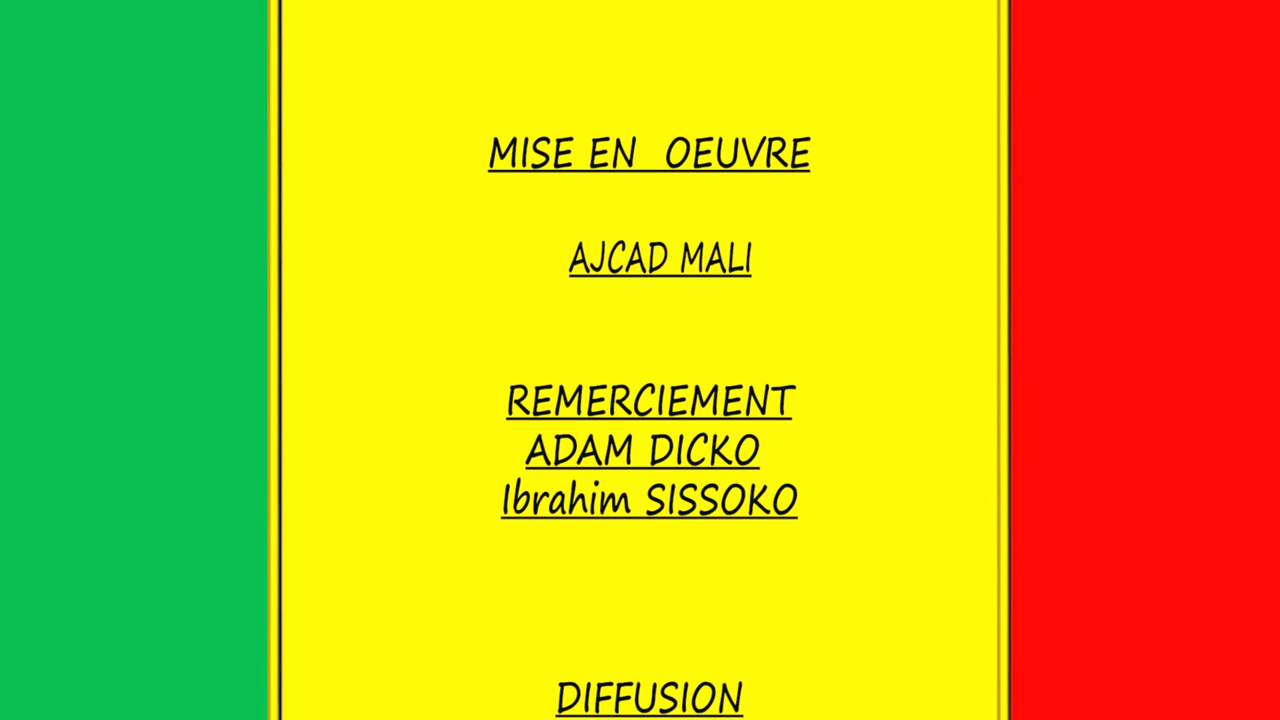 MISE EN OEUVRE
AJCAD MALI
REMERCIEMENT
ADAM DICKO
Ibrahim SISSOKO
DIFFUSION